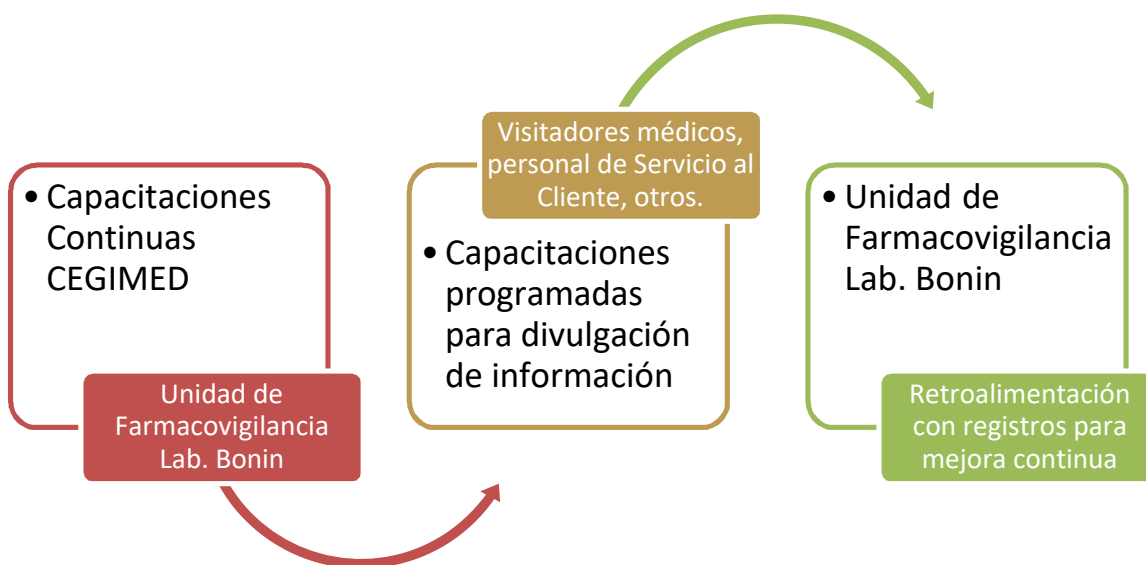 • Capacitaciones
Continuas
CEGIMED
Unidad de
Farmacovigilancia
Lab. Bonin
Visitadores médicos,
personal de Servicio al
Cliente, otros.
• Capacitaciones
programadas
para divulgación
de información
• Unidad de
Farmacovigilancia
Lab. Bonin
Retroalimentación
con registros para
mejora continua